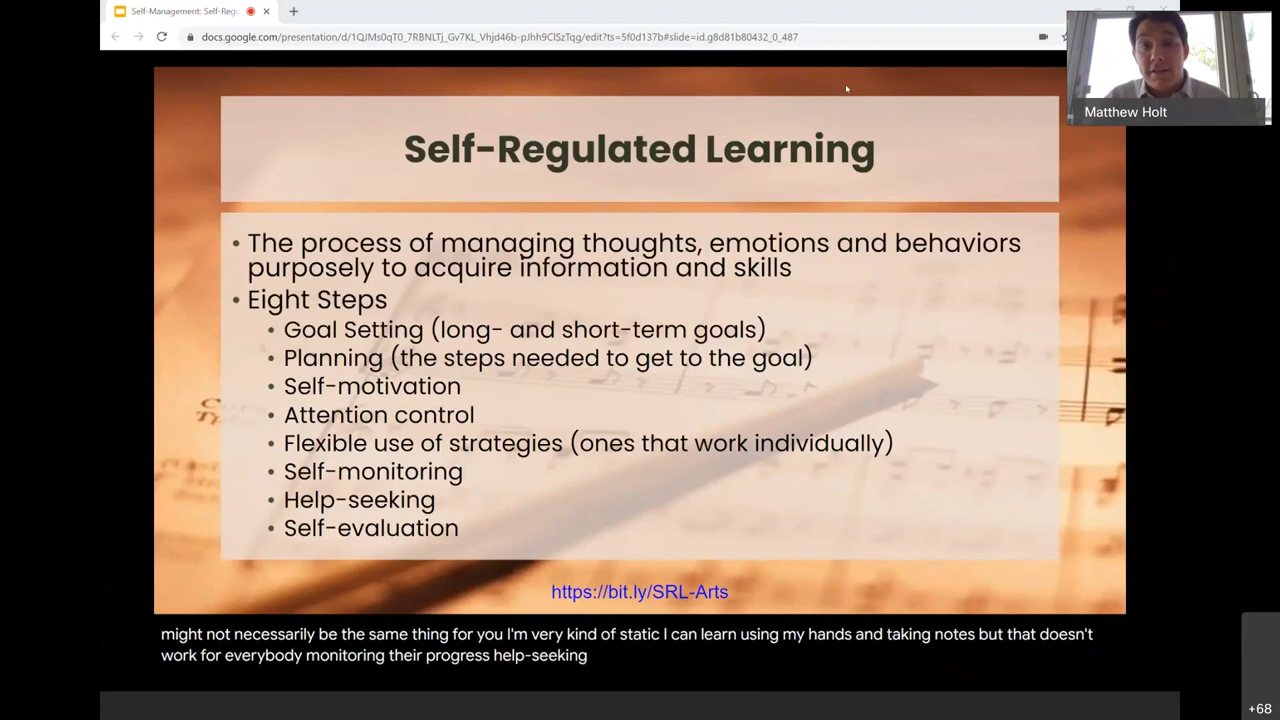 Self-Management: Self-Regu
docs.google.com/presentation/d/1QJMs0qT0_7RBNLTj_Gv7KL_Vhjd46b-pJhh9ClSzTqg/edit?ts=5f0d137b#slide=id.g8d81b80432_0_487
Matthew Holt
Self-Regulated Learning
• The process of managing thoughts, emotions and behaviors
purposely to acquire information and skills
• Eight Steps
• Goal Setting (long- and short-term goals)
• Planning (the steps needed to get to the goal)
• Self-motivation
• Attention control
• Flexible use of strategies (ones that work individually)
• Self-monitoring
• Help-seeking
• Self-evaluation
https://bit.ly/SRL-Arts
might not necessarily be the same thing for you I'm very kind of static I can learn using my hands and taking notes but that doesn't
work for everybody monitoring their progress help-seeking
+68